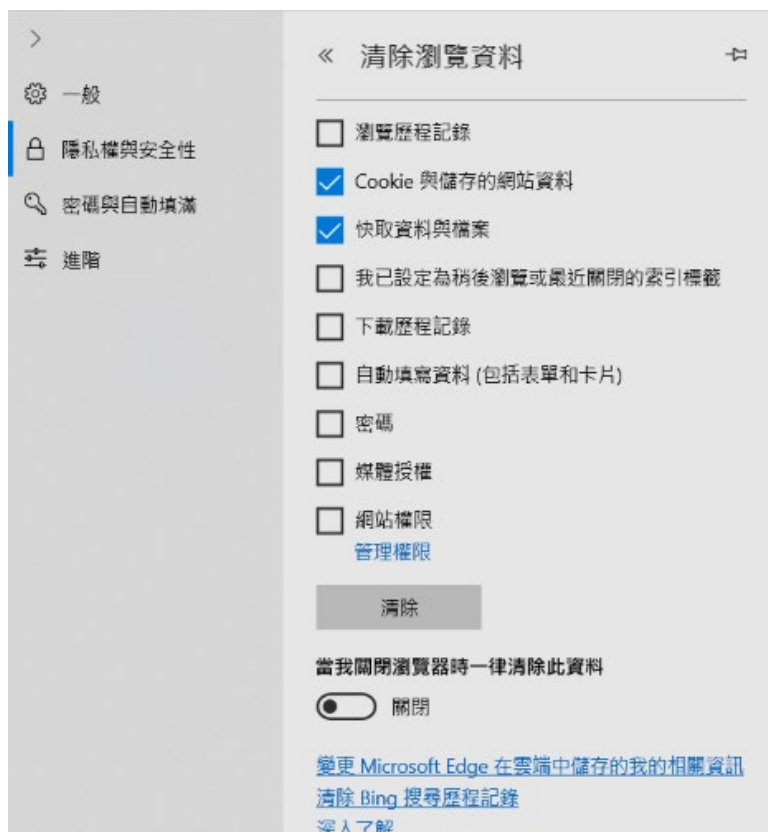 一般
隱私權與安全性
密碼與自動填滿
進階
清除瀏覽資料
瀏覽歷程記錄
Cookie 與儲存的網站資料
快取資料與檔案
我已設定為稍後瀏覽或最近關閉的索引標籤
下載歷程記錄
自動填寫資料 (包括表單和卡片)
密碼
媒體授權
網站權限
管理權限
清除
當我關閉瀏覽器時一律清除此資料
關閉
變更 Microsoft Edge 在雲端中儲存的我的相關資訊
清除 Bing 搜尋歷程記錄
深入了解